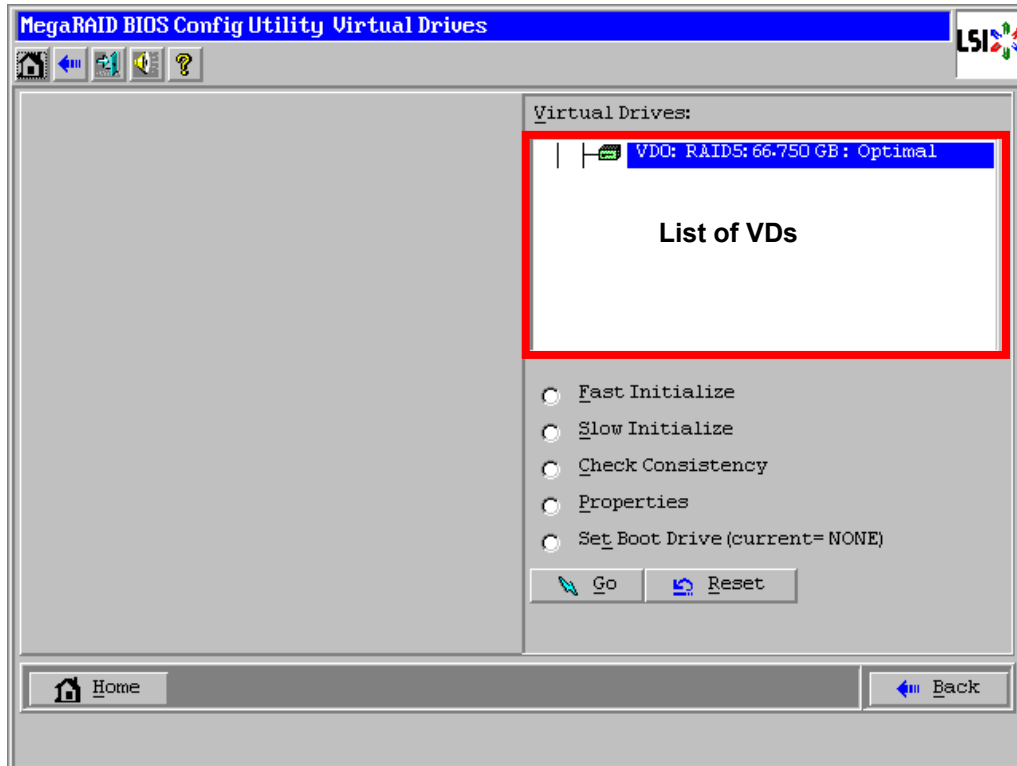 MegaRAID BIOS Config Utility Virtual Drives
LSI
?
Virtual Drives:
VD0: RAID5: 66.750 GB: Optimal
List of VDs
Fast Initialize
Slow Initialize
Check Consistency
Properties
Set Boot Drive (current= NONE)
Go Reset
Home Back